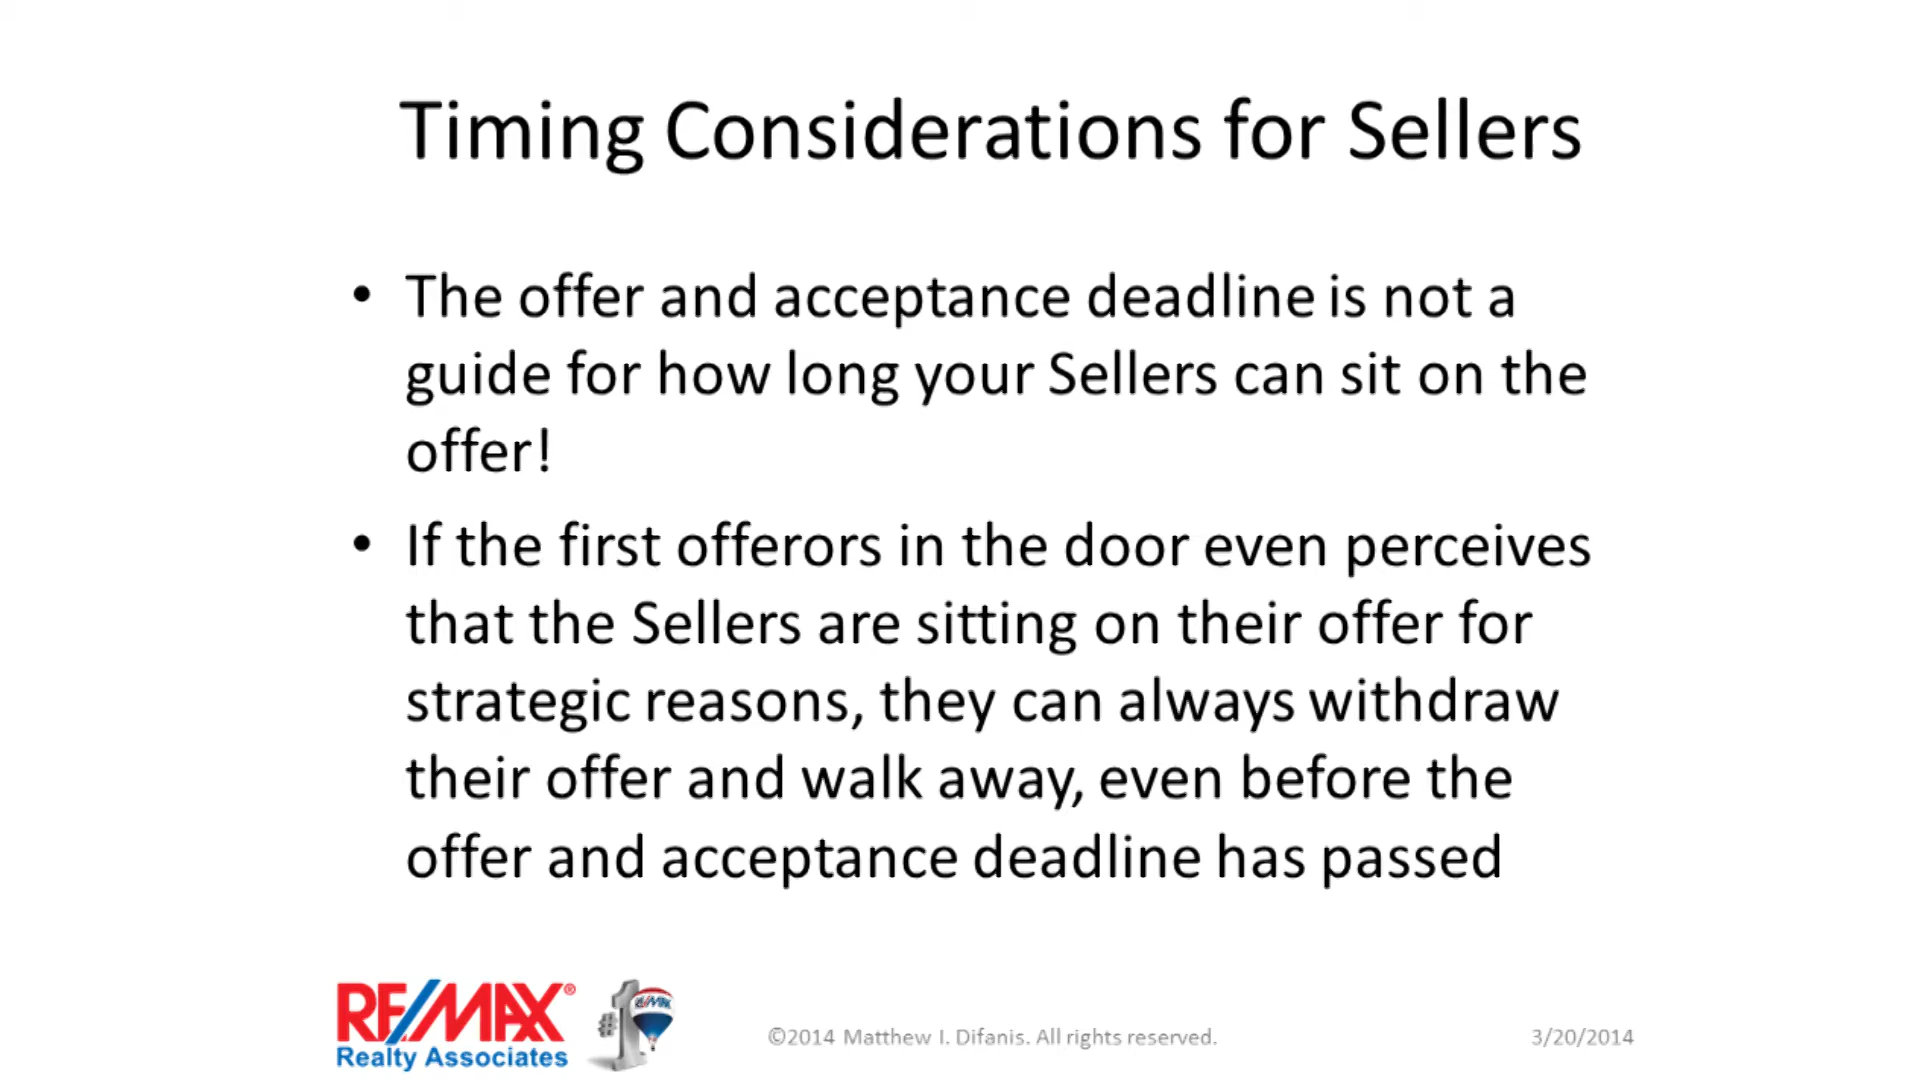 Timing Considerations for Sellers
• The offer and acceptance deadline is not a
guide for how long your Sellers can sit on the
offer!
• If the first offerors in the door even perceives
that the Sellers are sitting on their offer for
strategic reasons, they can always withdraw
their offer and walk away, even before the
offer and acceptance deadline has passed
RE/MAX®
Realty Associates
#1
RE/MAX
©2014 Matthew I. Difanis. All rights reserved.
3/20/2014